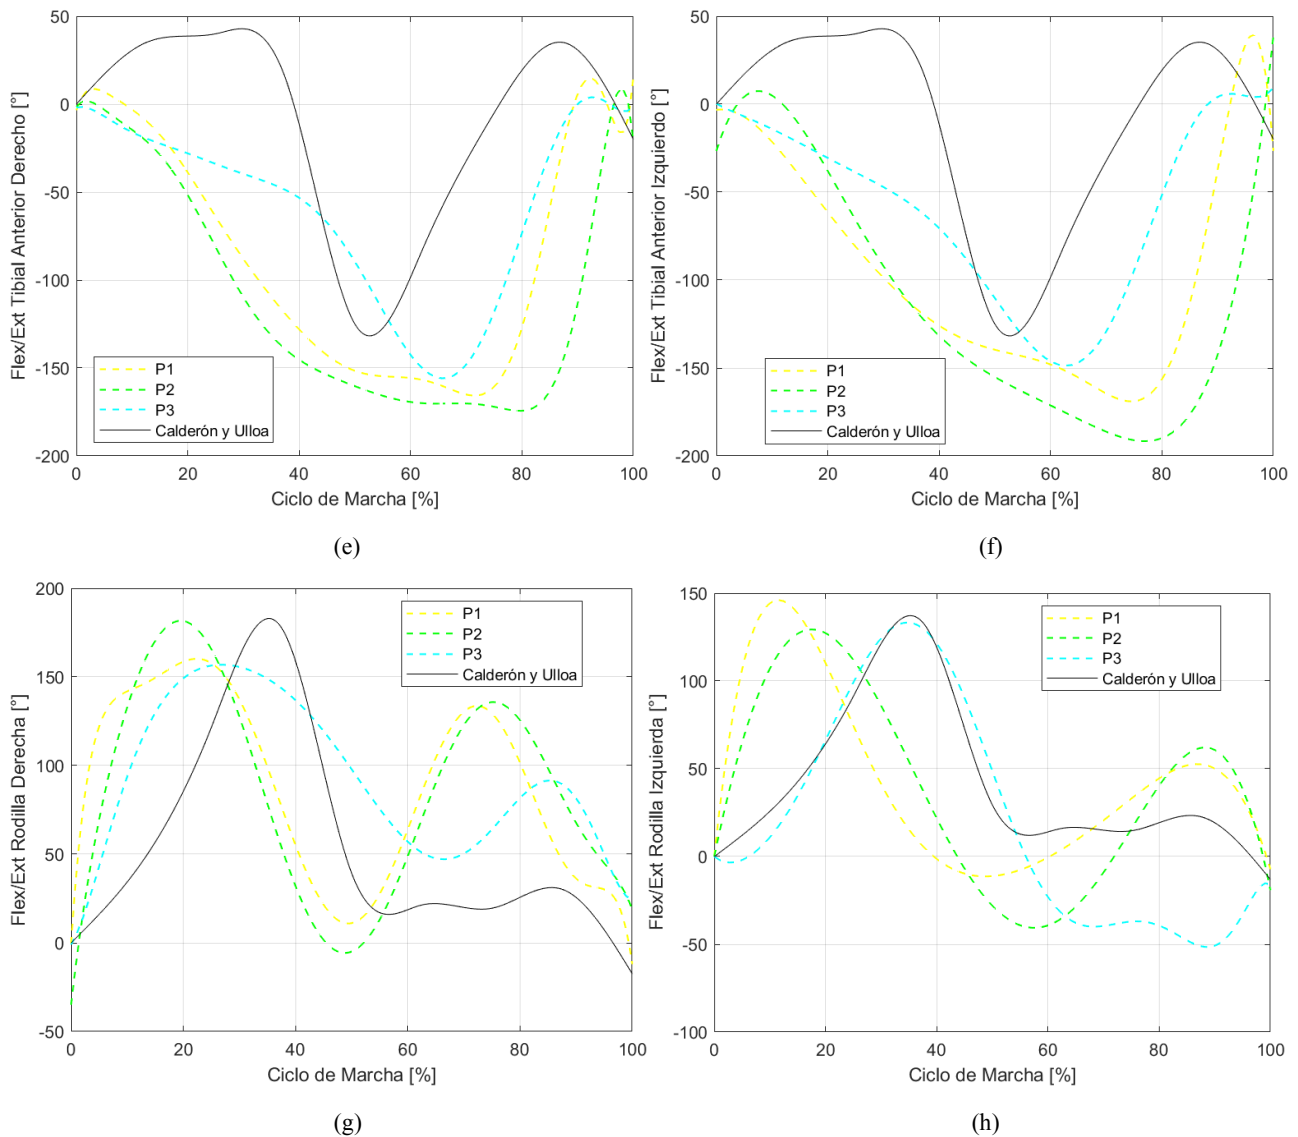 50
0
-50
-100
-150
-200
Flex/Ext Tibial Anterior Derecho [°]
P1
P2
P3
Calderón y Ulloa
0 20 40 60 80 100
Ciclo de Marcha [%]
(e)
50
0
-50
-100
-150
-200
Flex/Ext Tibial Anterior Izquierdo [°]
P1
P2
P3
Calderón y Ulloa
0 20 40 60 80 100
Ciclo de Marcha [%]
(f)
200
150
100
50
0
-50
Flex/Ext Rodilla Derecha [°]
P1
P2
P3
Calderón y Ulloa
0 20 40 60 80 100
Ciclo de Marcha [%]
(g)
150
100
50
0
-50
-100
Flex/Ext Rodilla Izquierda [°]
P1
P2
P3
Calderón y Ulloa
0 20 40 60 80 100
Ciclo de Marcha [%]
(h)